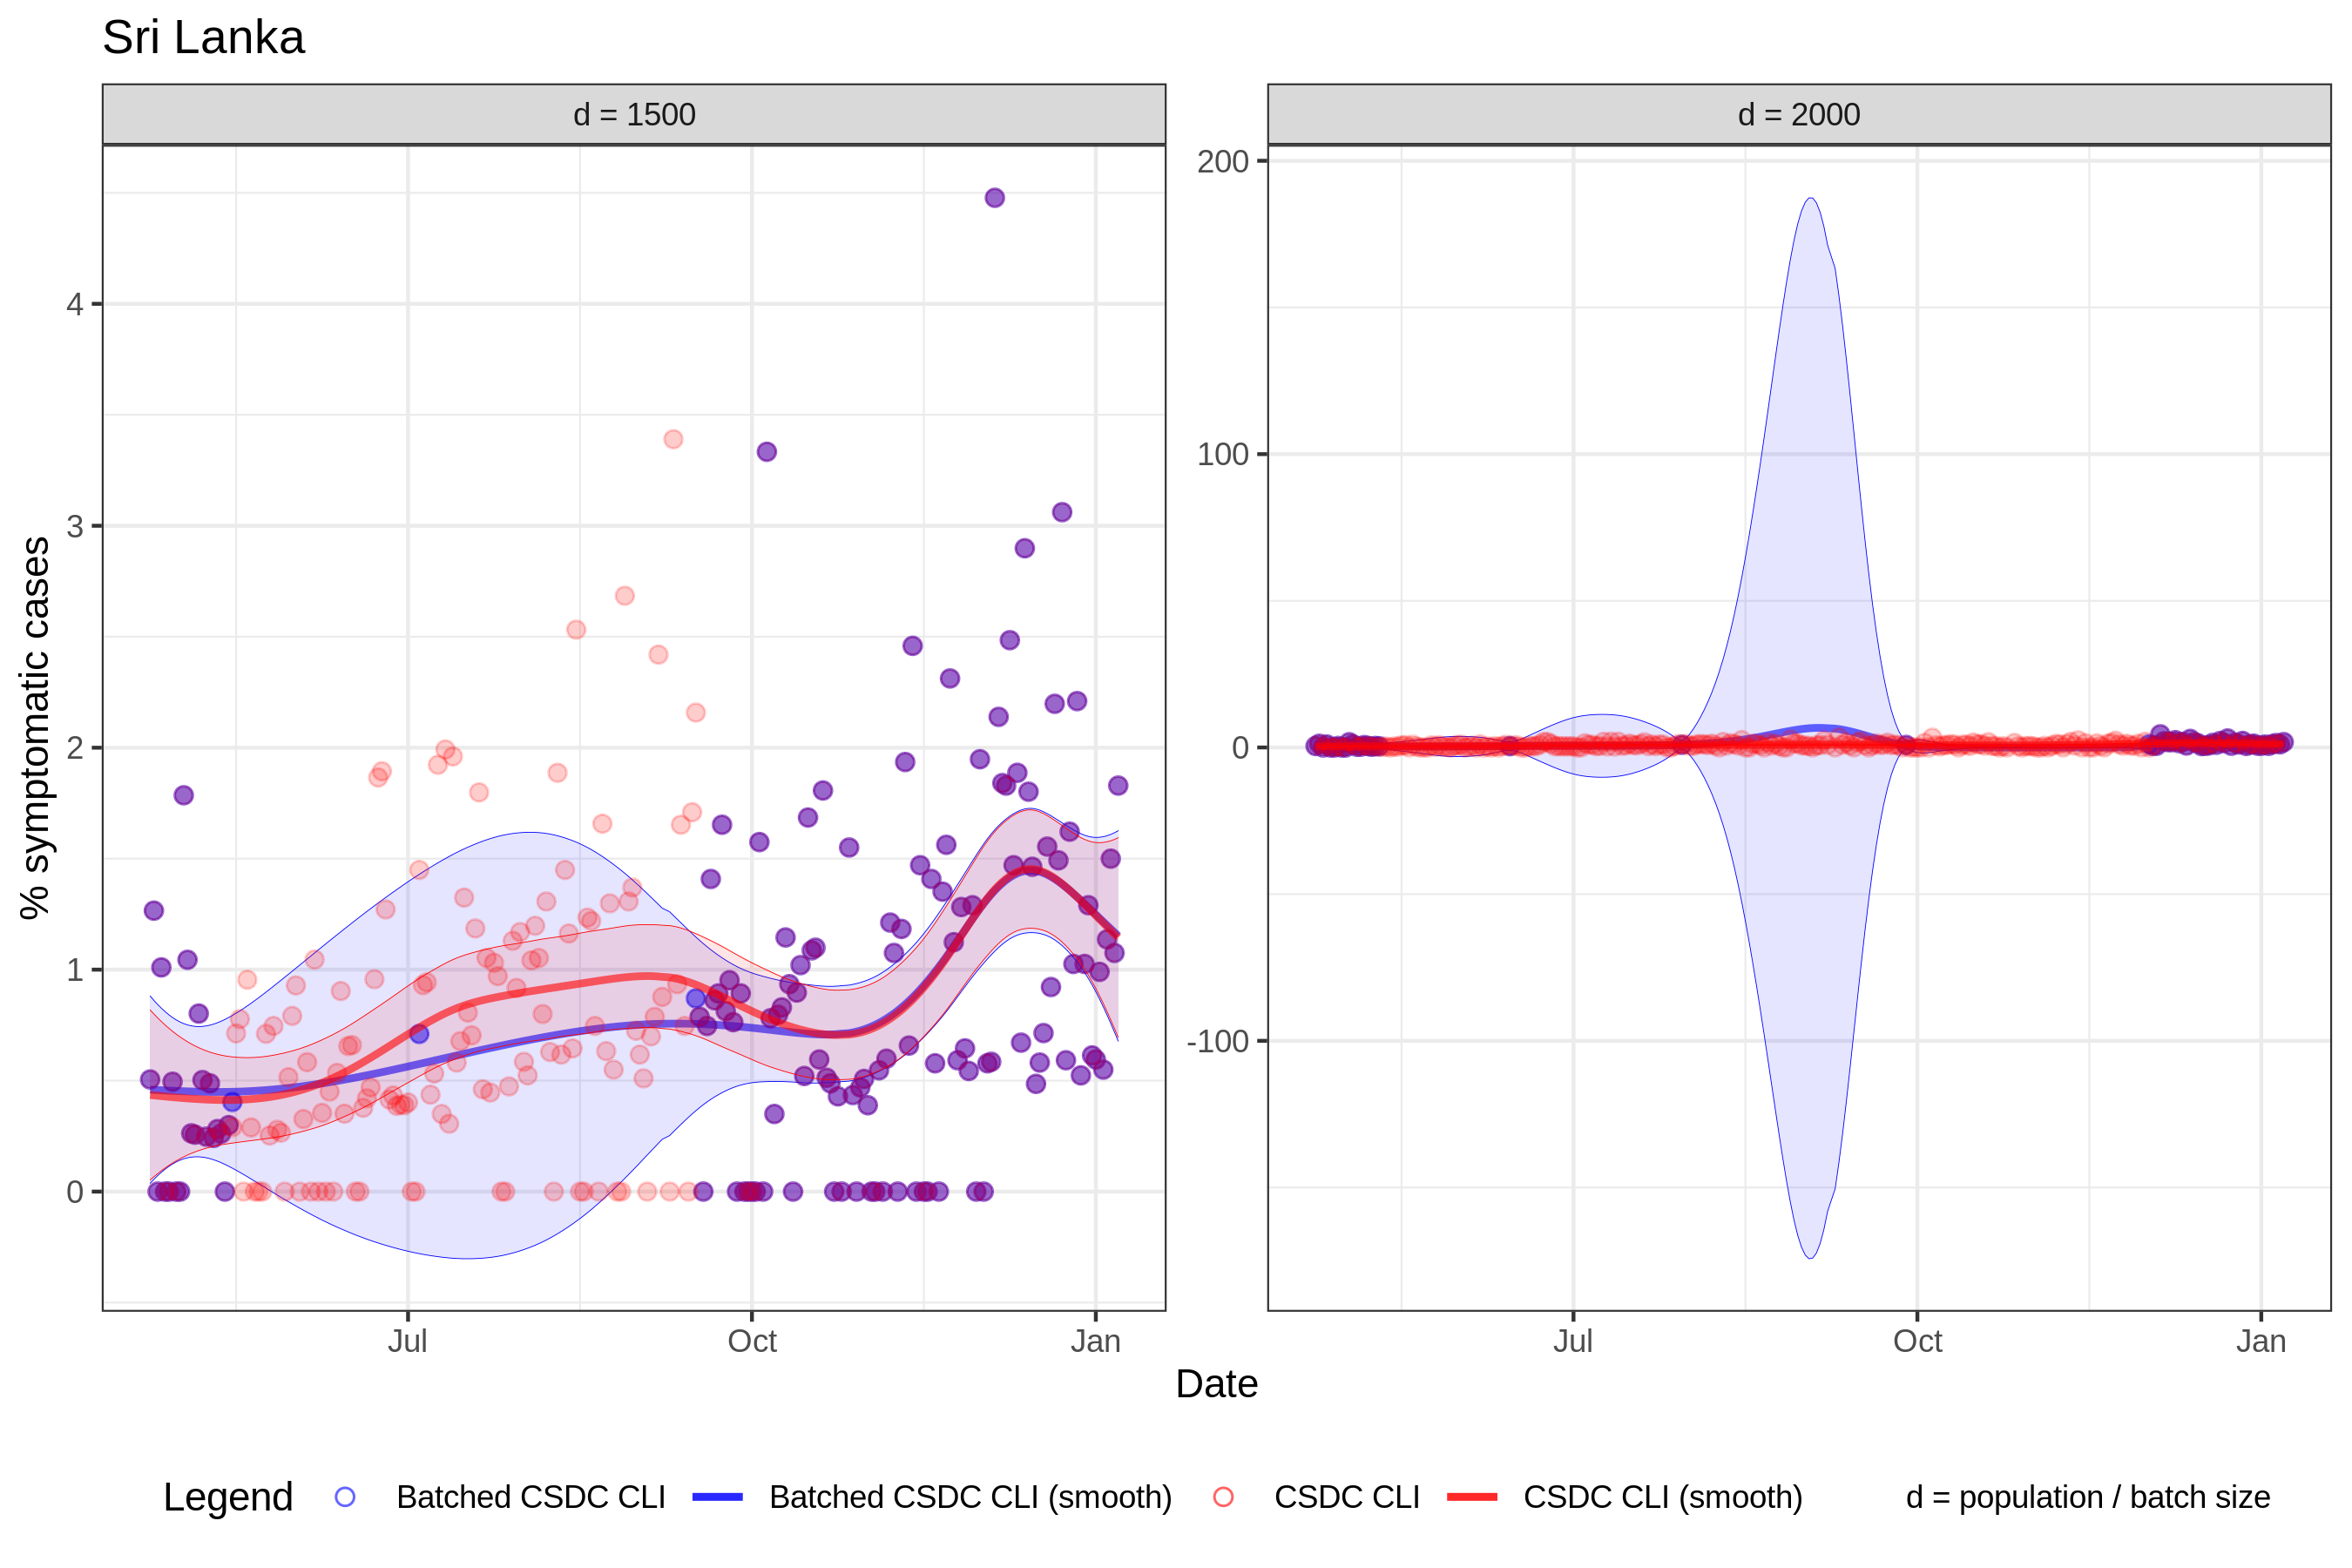 Sri Lanka
d = 1500
d = 2000
% symptomatic cases
4
3
2
1
0
200
100
0
-100
Jul
Oct
Jan
Jul
Oct
Jan
Date
Legend
Batched CSDC CLI
Batched CSDC CLI (smooth)
CSDC CLI
CSDC CLI (smooth)
d = population / batch size